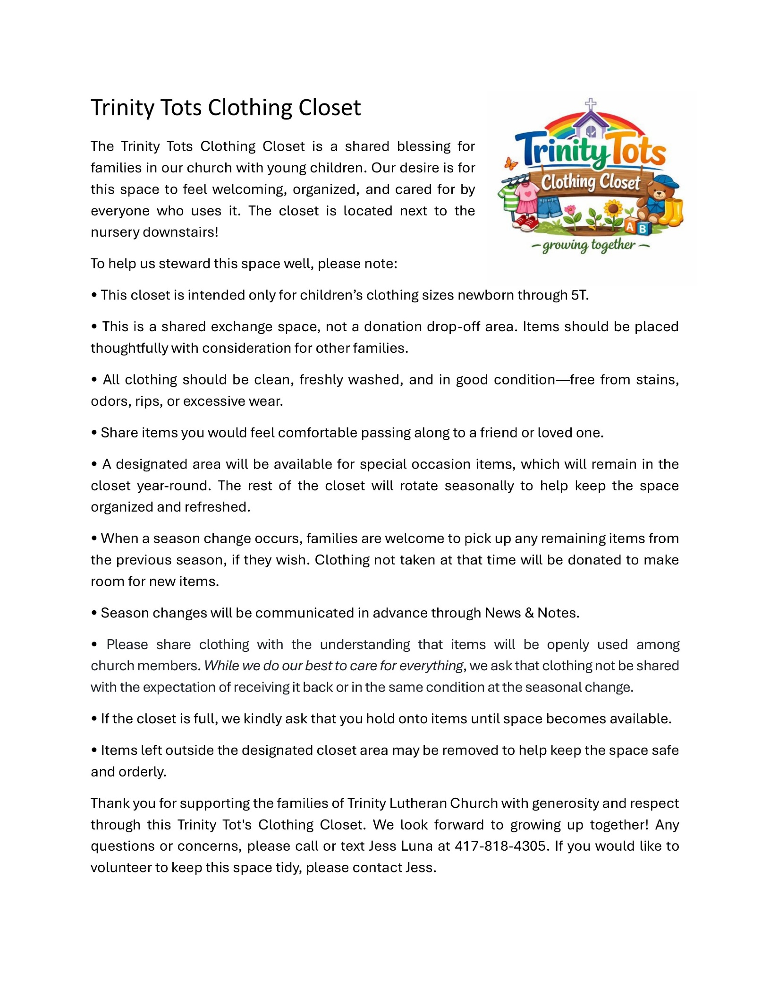 Trinity Tots Clothing Closet
The Trinity Tots Clothing Closet is a shared blessing for
families in our church with young children. Our desire is for
this space to feel welcoming, organized, and cared for by
everyone who uses it. The closet is located next to the
nursery downstairs!
Trinity Tots
Clothing Closet
A B
– growing together –
To help us steward this space well, please note:
• This closet is intended only for children’s clothing sizes newborn through 5T.
• This is a shared exchange space, not a donation drop-off area. Items should be placed
thoughtfully with consideration for other families.
• All clothing should be clean, freshly washed, and in good condition—free from stains,
odors, rips, or excessive wear.
• Share items you would feel comfortable passing along to a friend or loved one.
• A designated area will be available for special occasion items, which will remain in the
closet year-round. The rest of the closet will rotate seasonally to help keep the space
organized and refreshed.
• When a season change occurs, families are welcome to pick up any remaining items from
the previous season, if they wish. Clothing not taken at that time will be donated to make
room for new items.
• Season changes will be communicated in advance through News & Notes.
• Please share clothing with the understanding that items will be openly used among
church members. While we do our best to care for everything, we ask that clothing not be shared
with the expectation of receiving it back or in the same condition at the seasonal change.
• If the closet is full, we kindly ask that you hold onto items until space becomes available.
• Items left outside the designated closet area may be removed to help keep the space safe
and orderly.
Thank you for supporting the families of Trinity Lutheran Church with generosity and respect
through this Trinity Tot's Clothing Closet. We look forward to growing up together! Any
questions or concerns, please call or text Jess Luna at 417-818-4305. If you would like to
volunteer to keep this space tidy, please contact Jess.